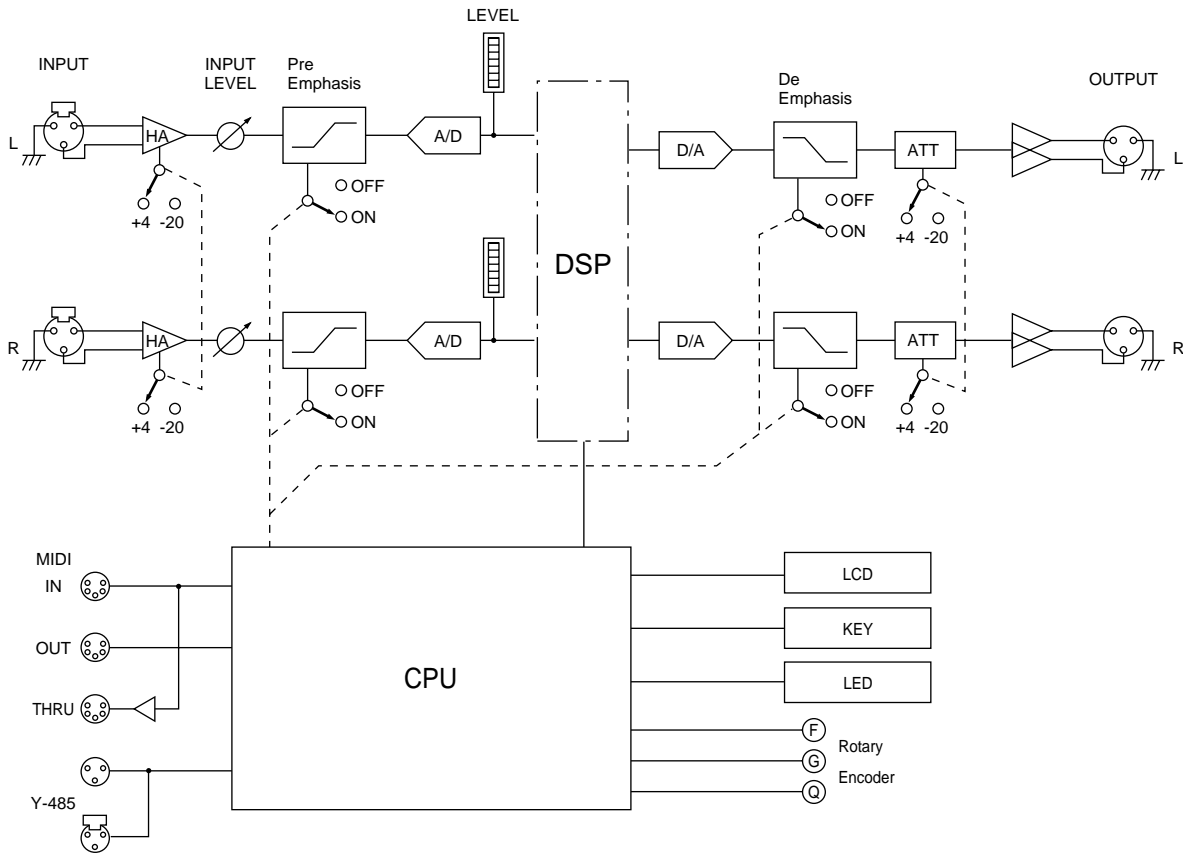 LEVEL
INPUT
INPUT
LEVEL
Pre
Emphasis
De
Emphasis
OUTPUT
L
HA
A/D
D/A
ATT
L
+4 -20
OFF
ON
OFF
ON
+4 -20
DSP
R
HA
A/D
D/A
ATT
R
+4 -20
OFF
ON
OFF
ON
+4 -20
MIDI
IN
OUT
THRU
Y-485
CPU
LCD
KEY
LED
F
G
Q
Rotary
Encoder